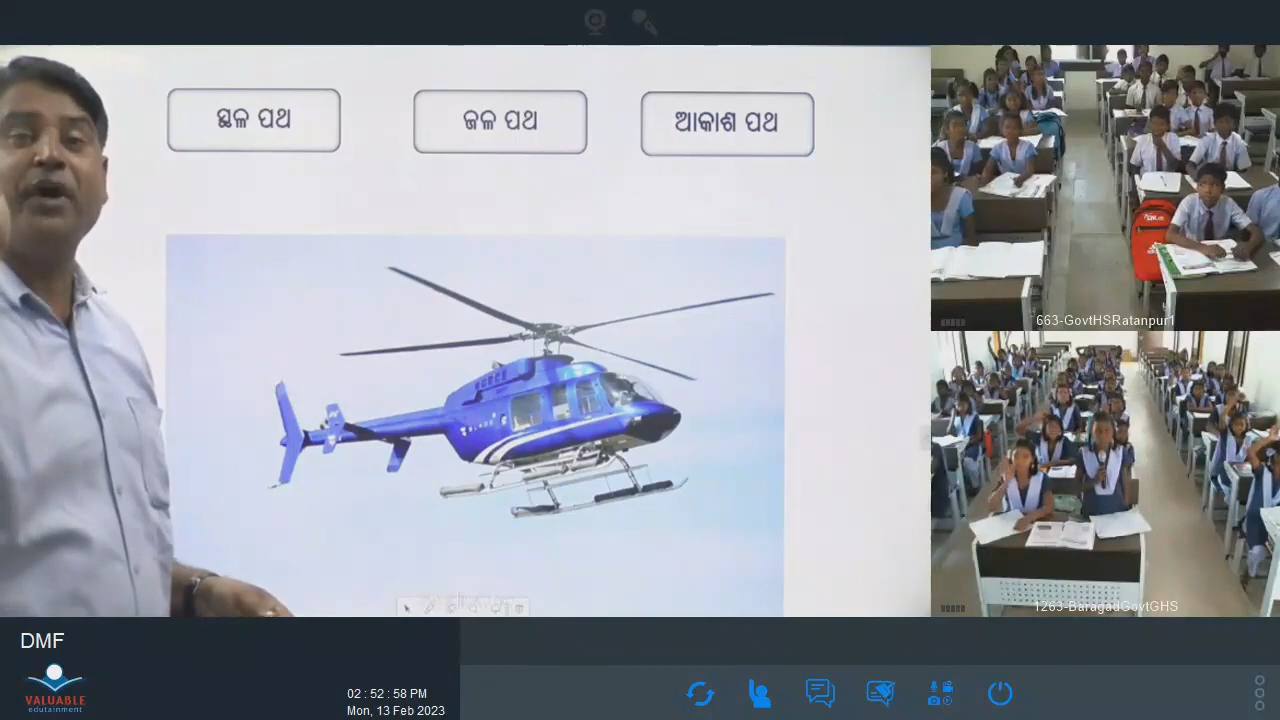 ସ୍ଥଳ ପଥ
ଜଳ ପଥ
ଆକାଶ ପଥ
663-GovtHSRatanpur1
1263-BaragadGovtGHS
DMF
VALUABLE
edutainment
02 : 52 : 58 PM
Mon, 13 Feb 2023